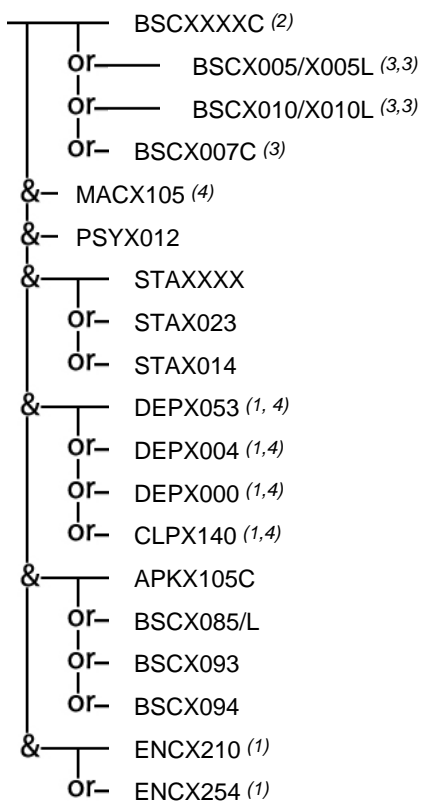 BSCXXXXC (2)
or BSCX005/X005L (3,3)
or BSCX010/X010L (3,3)
or BSCX007C (3)
& MACX105 (4)
& PSYX012
& STAXXXX
or STAX023
or STAX014
& DEPX053 (1, 4)
or DEPX004 (1,4)
or DEPX000 (1,4)
or CLPX140 (1,4)
& APKX105C
or BSCX085/L
or BSCX093
or BSCX094
& ENCX210 (1)
or ENCX254 (1)